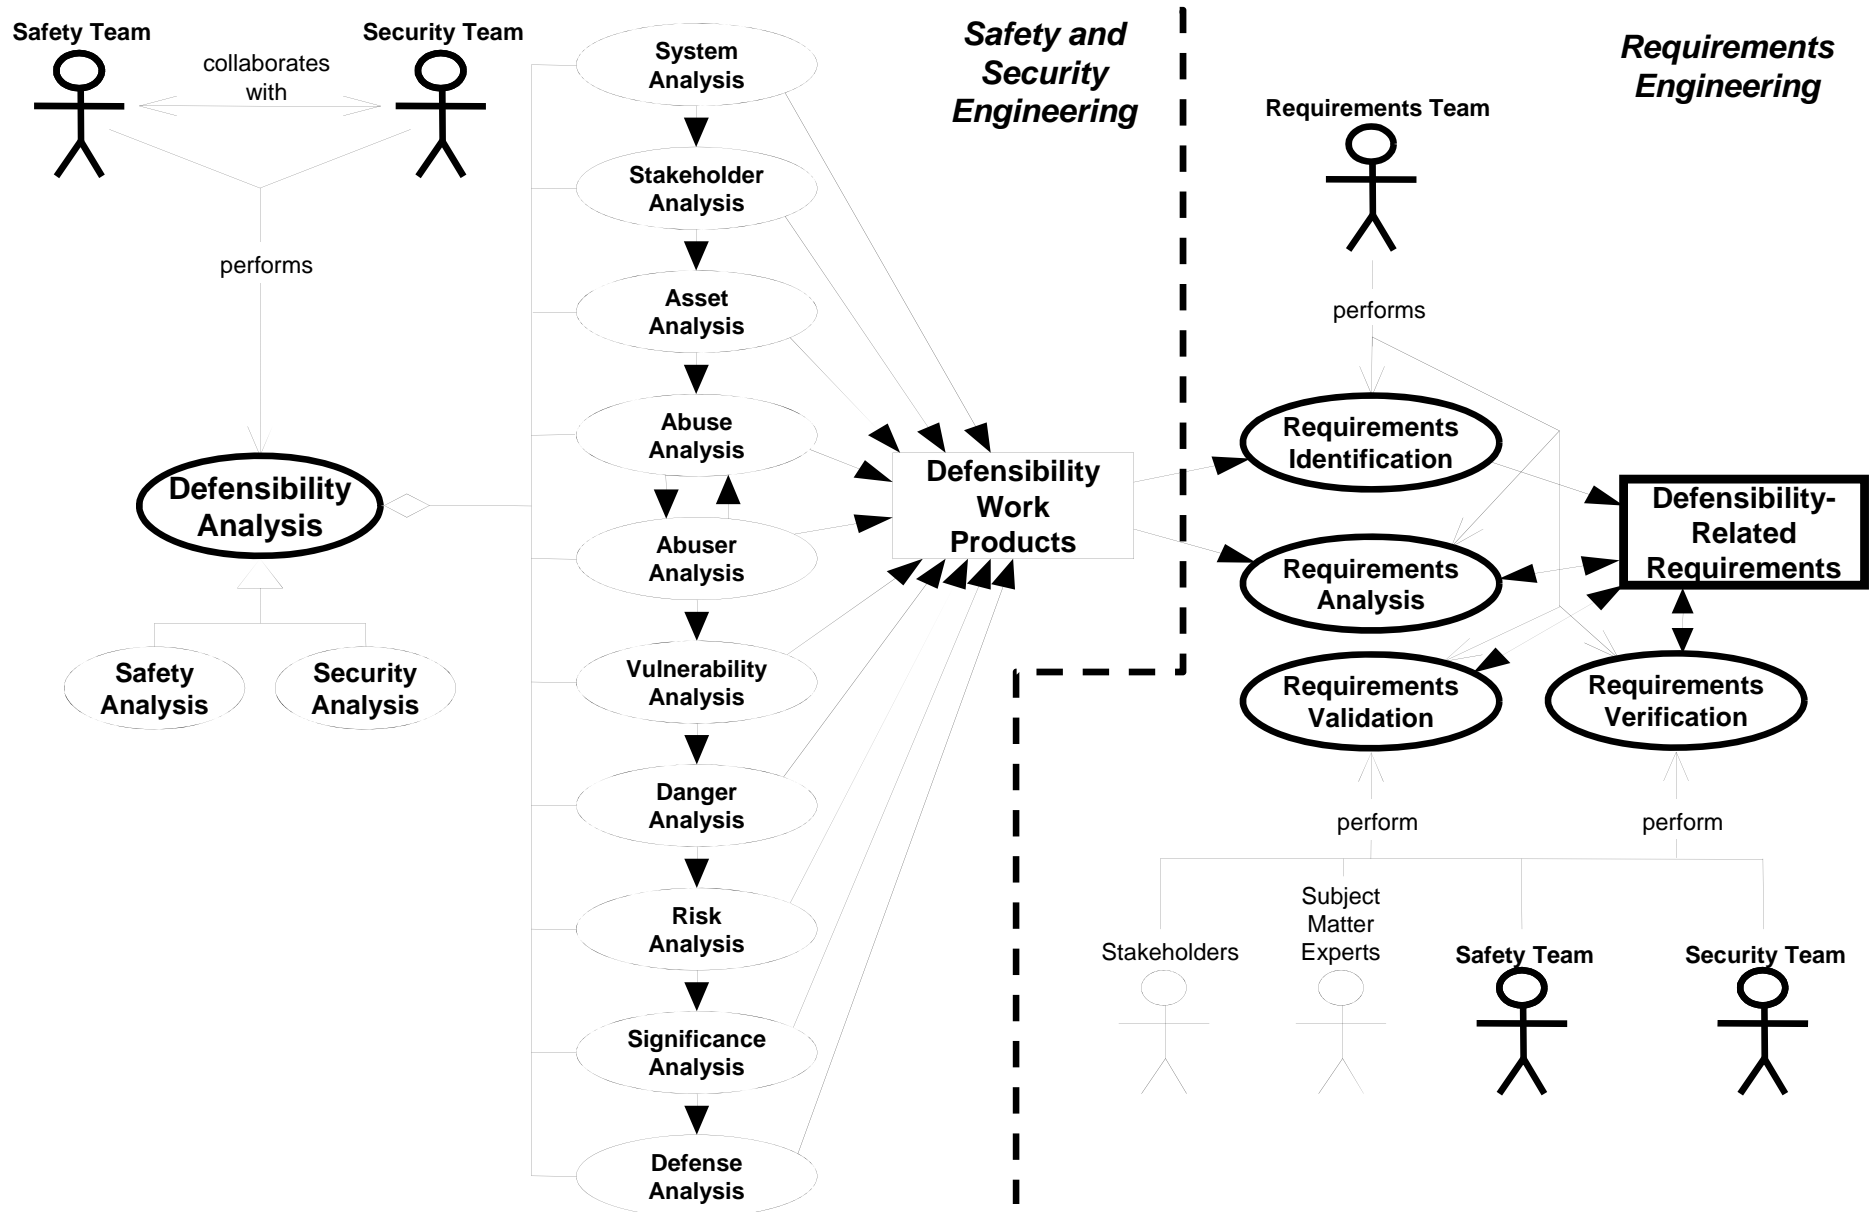 Safety Team
Security Team
collaborates
with
performs
Defensibility
Analysis
Safety
Analysis
Security
Analysis
System
Analysis
Stakeholder
Analysis
Asset
Analysis
Abuse
Analysis
Abuser
Analysis
Vulnerability
Analysis
Danger
Analysis
Risk
Analysis
Significance
Analysis
Defense
Analysis
Safety and
Security
Engineering
Defensibility
Work
Products
Requirements
Engineering
Requirements Team
performs
Requirements
Identification
Requirements
Analysis
Requirements
Validation
Requirements
Verification
Defensibility-
Related
Requirements
perform
perform
Stakeholders
Subject
Matter
Experts
Safety Team
Security Team